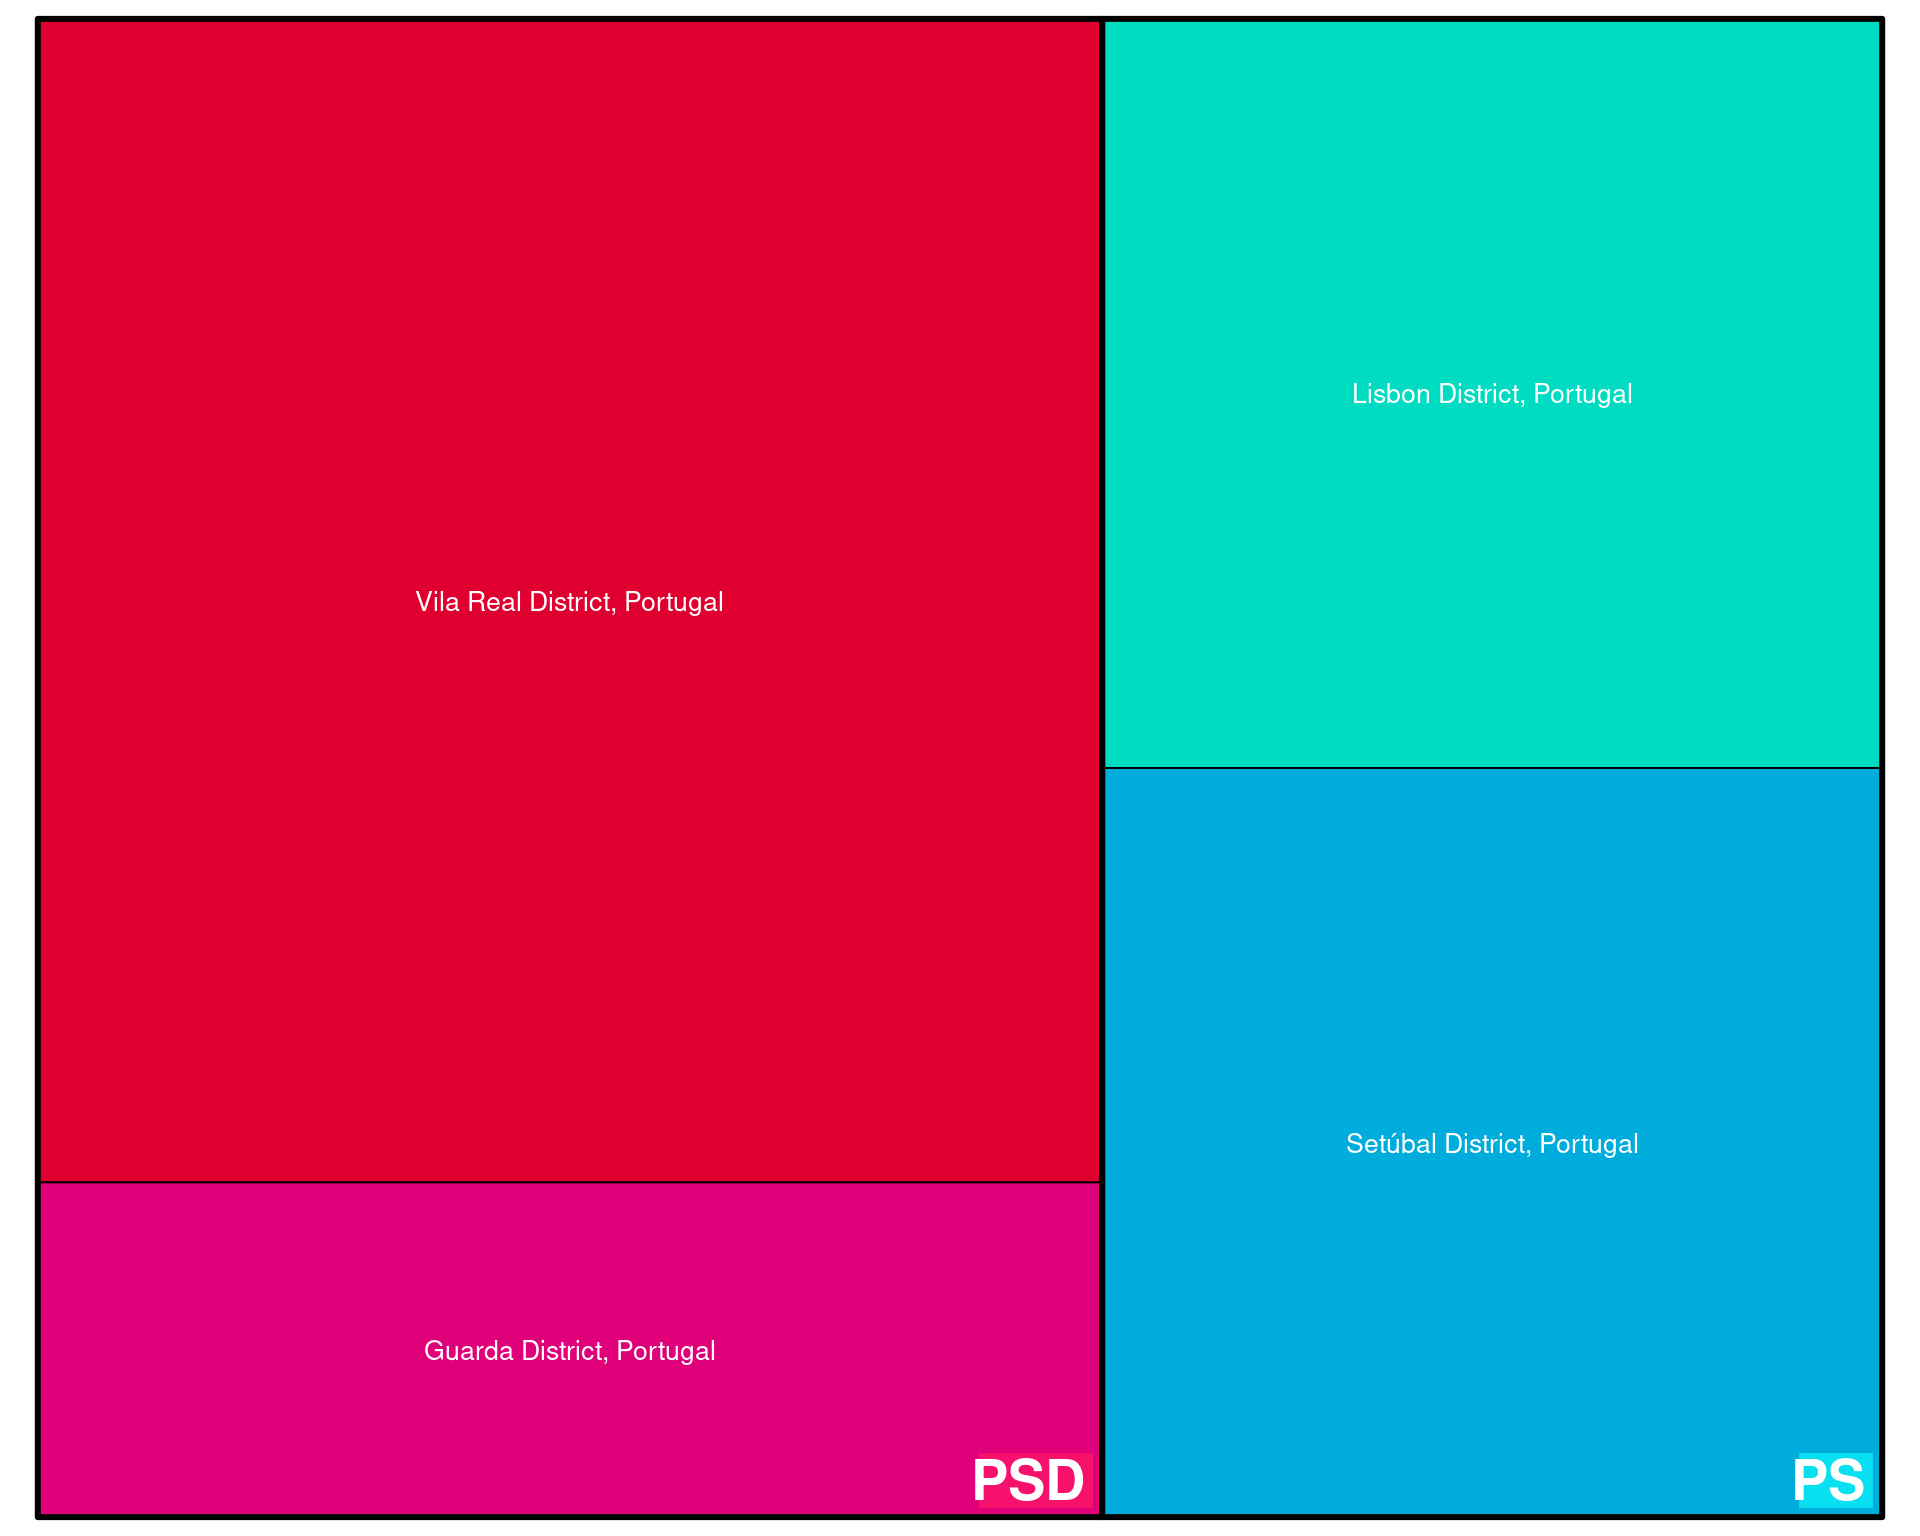 Vila Real District, Portugal
Guarda District, Portugal
PSD
Lisbon District, Portugal
Setúbal District, Portugal
PS